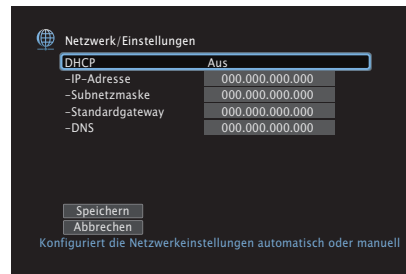 Netzwerk/Einstellungen
DHCP Aus
-IP-Adresse 000.000.000.000
-Subnetzmaske 000.000.000.000
-Standardgateway 000.000.000.000
-DNS 000.000.000.000
Speichern
Abbrechen
Konfiguriert die Netzwerkeinstellungen automatisch oder manuell